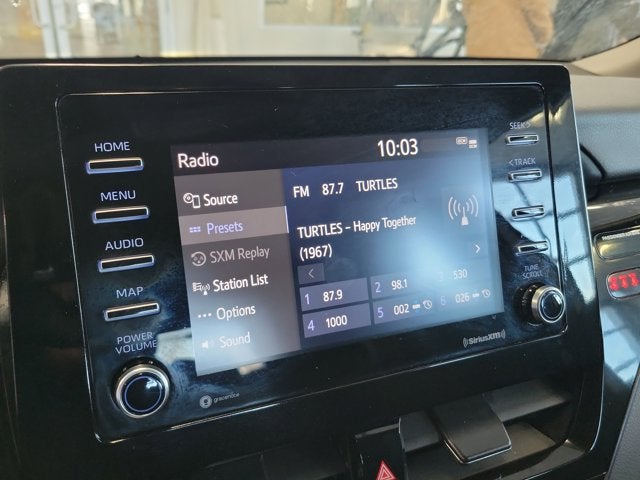 HOME
MENU
AUDIO
MAP
POWER
VOLUME
Radio
10:03
Source
Presets
SXM Replay
Station List
Options
Sound
FM 87.7 TURTLES
TURTLES - Happy Together
(1967)
1 87.9
2 98.1
3 530
4 1000
5 002
6 026
SEEK >
< TRACK
TUNE
SCROLL
gracenote
SiriusXM